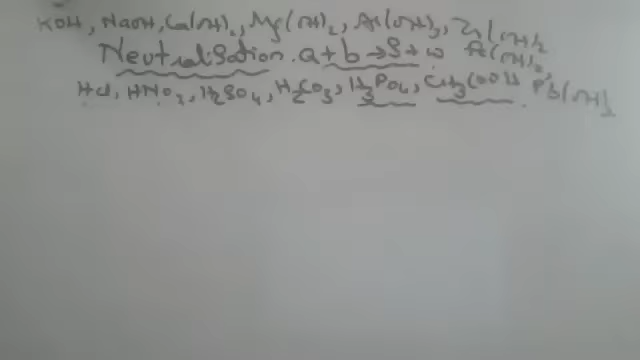 KOH, NaOH, Ca(OH)2, Mg(OH)2, Al(OH)3, Zn(OH)2
Neutralisation. a + b → S + w Fe(OH)2,
HCl, HNO3, H2SO4, H2CO3, H3PO4, CH3COOH Pb(OH)2